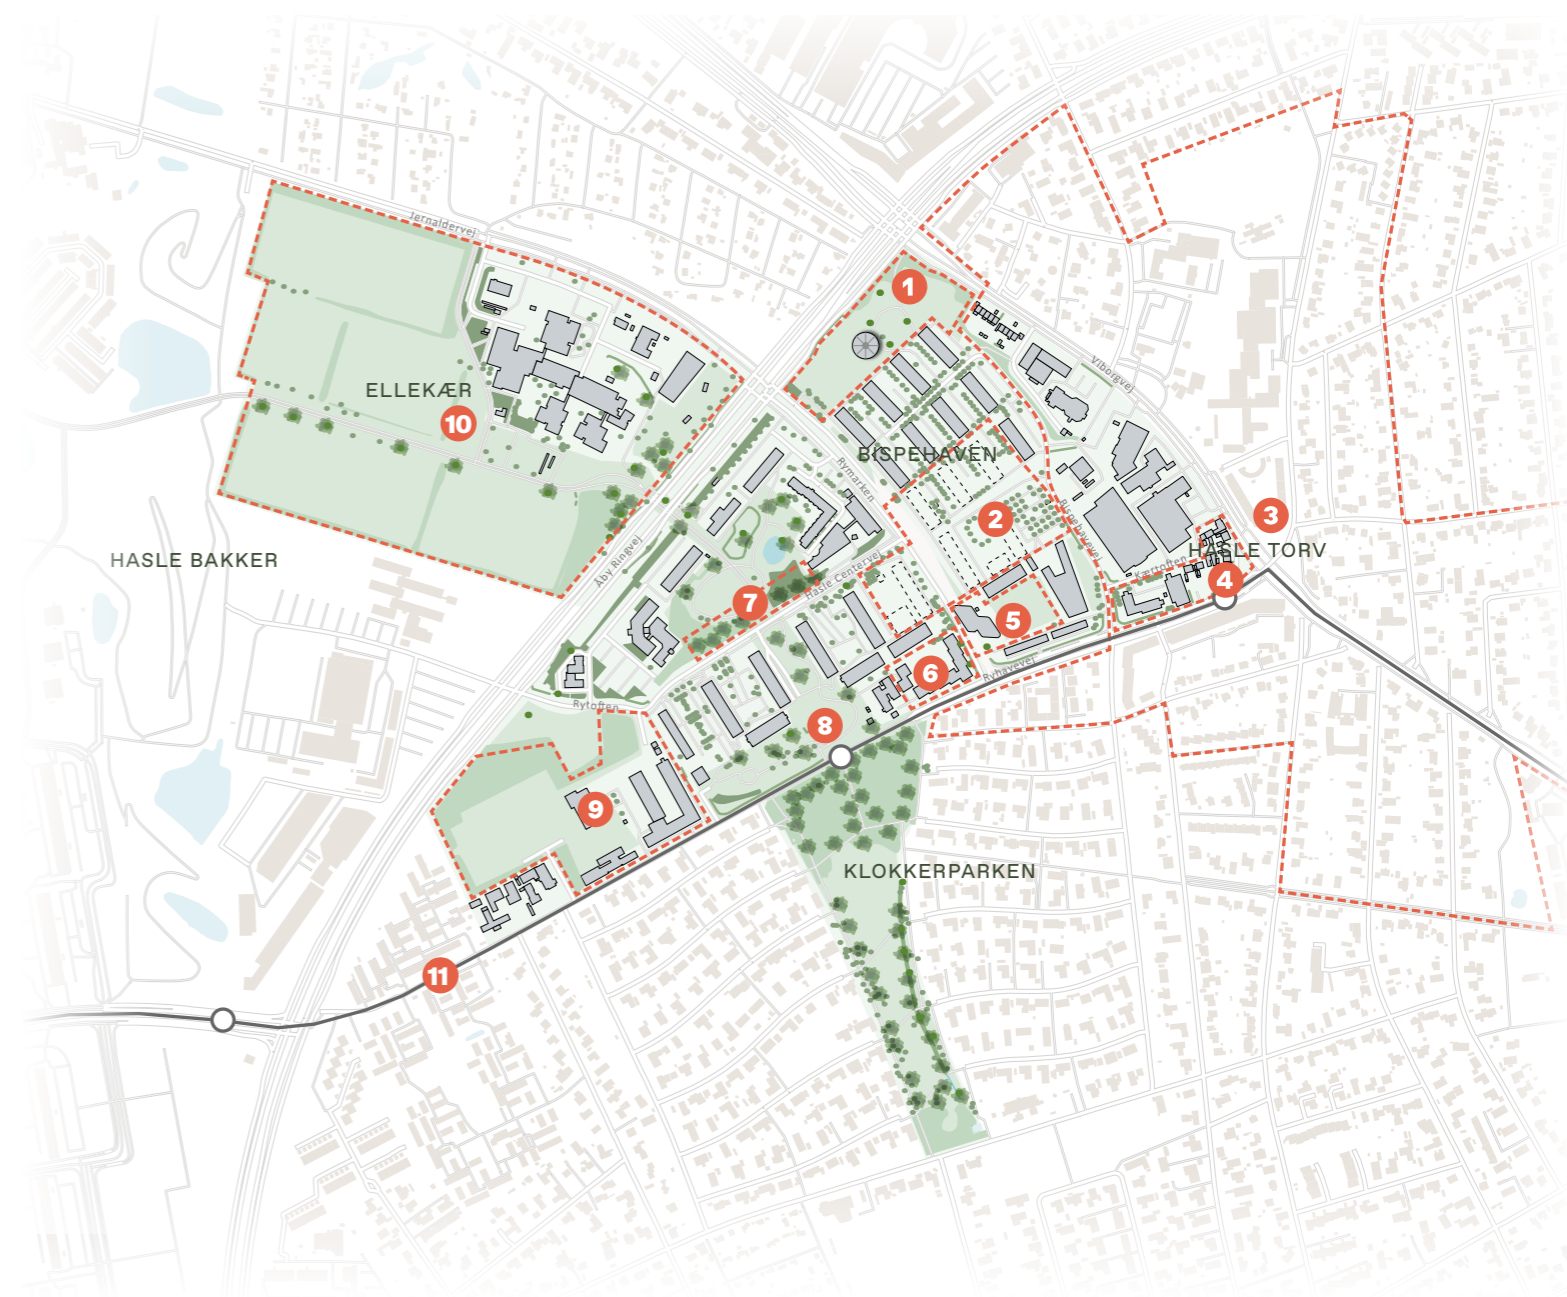 Jernaldervej
1
Viborgvej
ELLEKÆR
10
BISPEHAVEN
Rymarken
2
Bispehavevej
3
HASLE TORV
HASLE BAKKER
Åby Ringvej
Hasle Centervej
Kærtoften
4
7
5
6
Ryhavevej
Rytoften
8
9
KLOKKERPARKEN
11